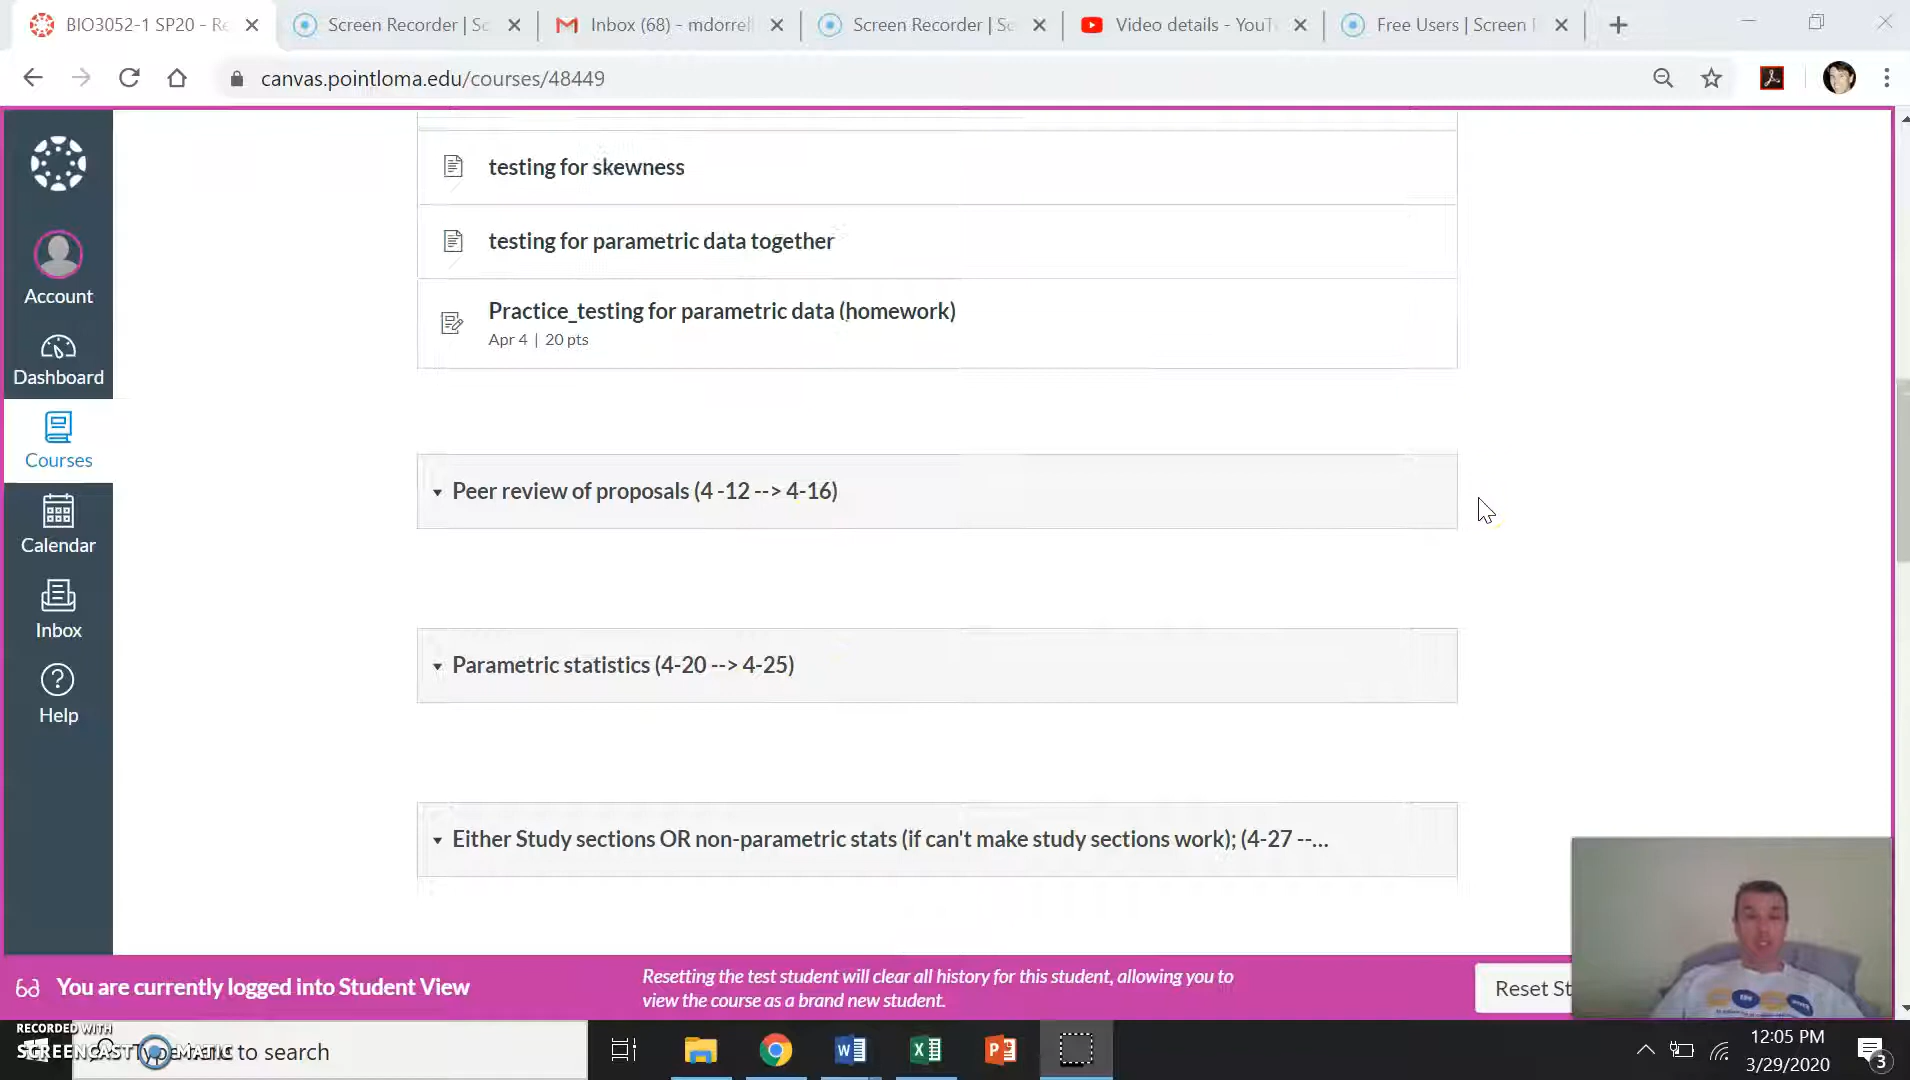 BIO3052-1 SP20 - Re
Screen Recorder | Sc
Inbox (68) - mdorrell
Screen Recorder | Sc
Video details - YouT
Free Users | Screen
canvas.pointloma.edu/courses/48449
testing for skewness
testing for parametric data together
Practice_testing for parametric data (homework)
Apr 4 | 20 pts
Account
Dashboard
Courses
Calendar
Inbox
Help
Peer review of proposals (4 -12 --> 4-16)
Parametric statistics (4-20 --> 4-25)
Either Study sections OR non-parametric stats (if can't make study sections work); (4-27 --...
You are currently logged into Student View
Resetting the test student will clear all history for this student, allowing you to
view the course as a brand new student.
Reset St
RECORDED WITH
SCREENCAST MATIC
Type here to search
12:05 PM
3/29/2020
3